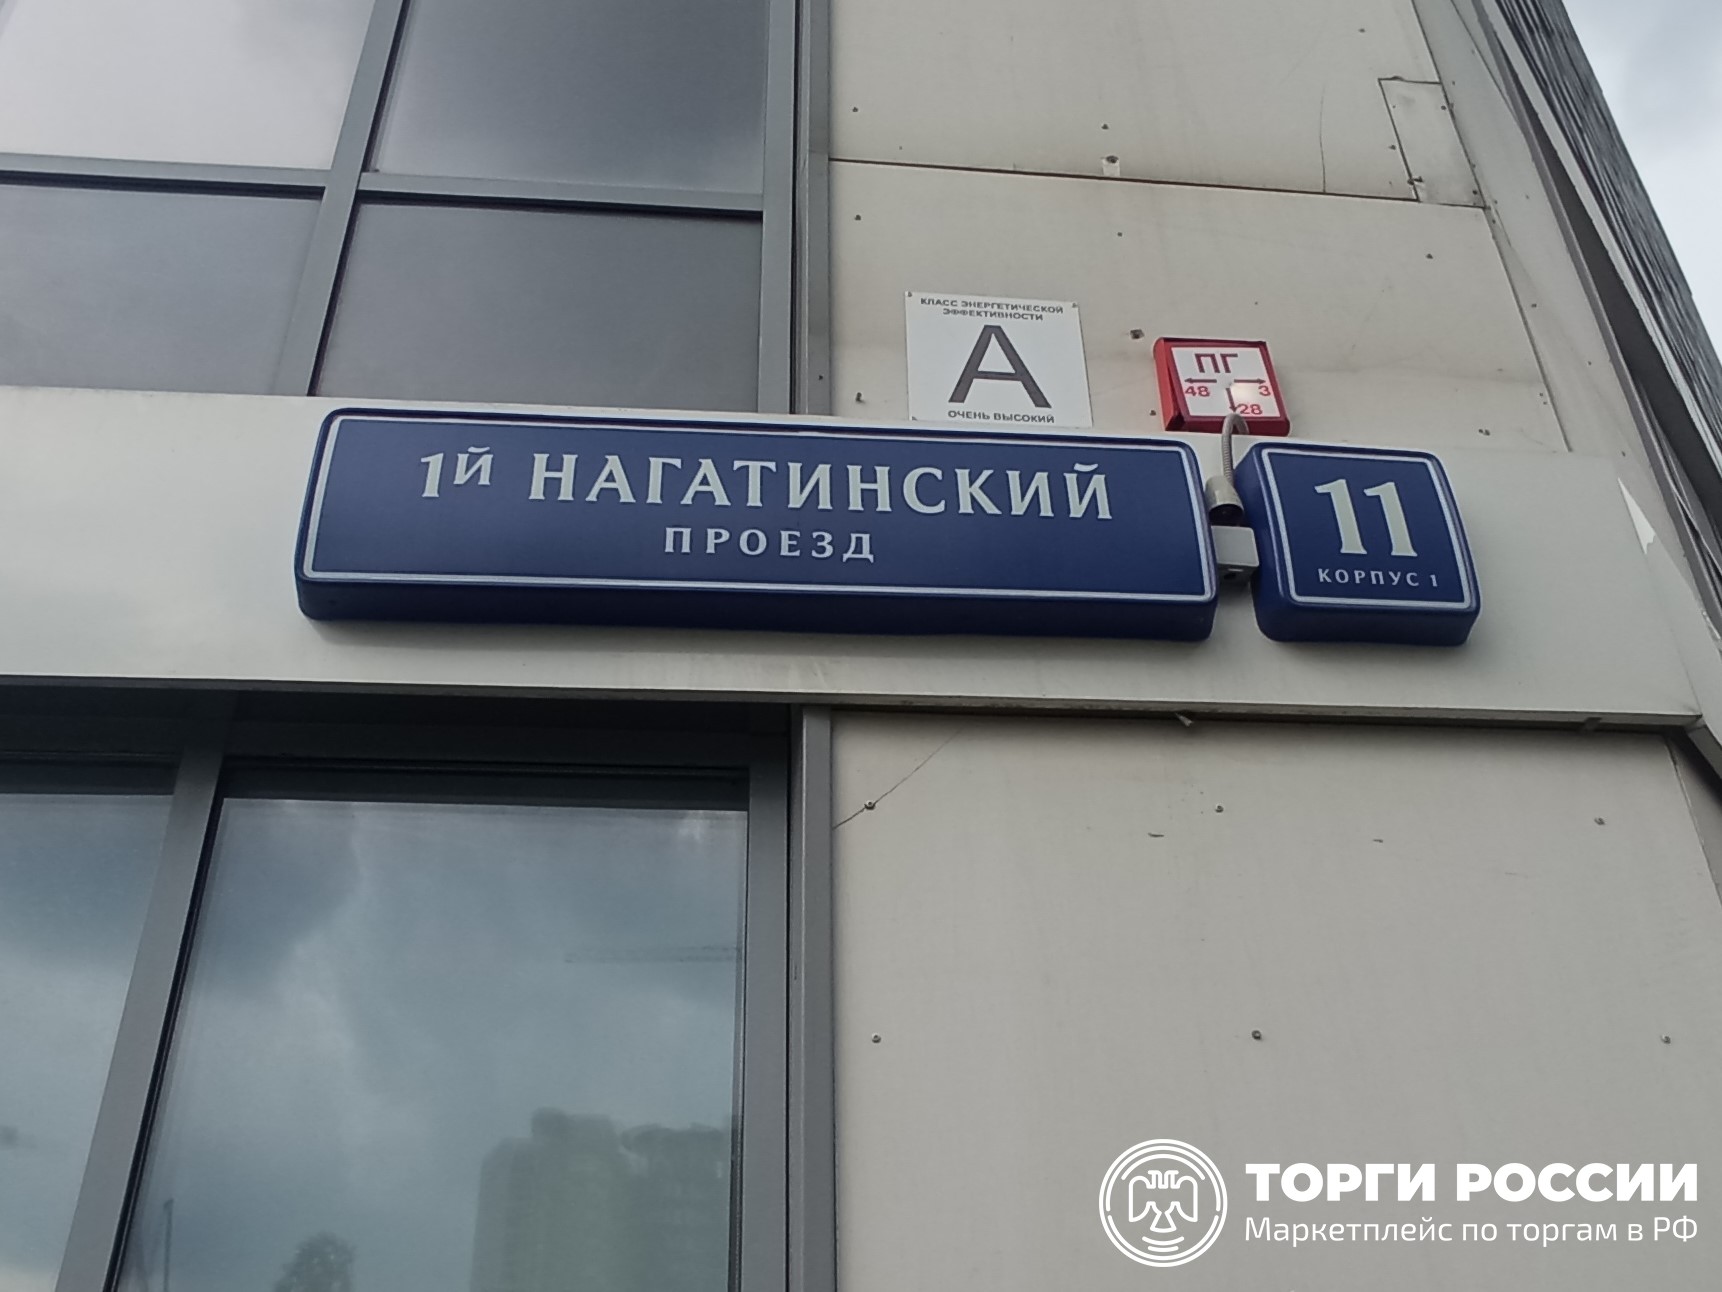 КЛАСС ЭНЕРГЕТИЧЕСКОЙ
ЭФФЕКТИВНОСТИ
А
ОЧЕНЬ ВЫСОКИЙ
ПГ
48 3
28
1й НАГАТИНСКИЙ
ПРОЕЗД
11
КОРПУС 1
ТОРГИ РОССИИ
Маркетплейс по торгам в РФ